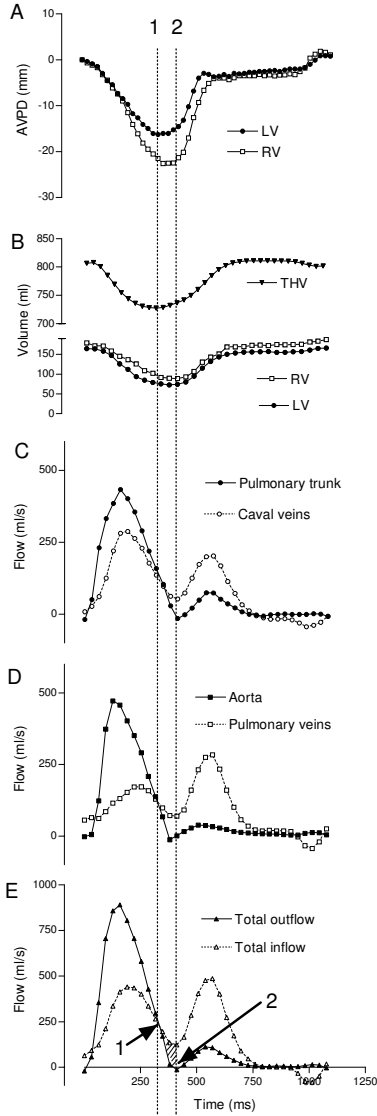 1 2
A
0
-10
-20
-30
AVPD (mm)
LV
RV
B
850
800
750
700
150
100
50
0
Volume (ml)
THV
RV
LV
C
500
250
0
Flow (ml/s)
Pulmonary trunk
Caval veins
D
500
250
0
Flow (ml/s)
Aorta
Pulmonary veins
E
1000
750
500
250
0
Flow (ml/s)
Total outflow
Total inflow
1
2
250 500 750 1000 1250
Time (ms)